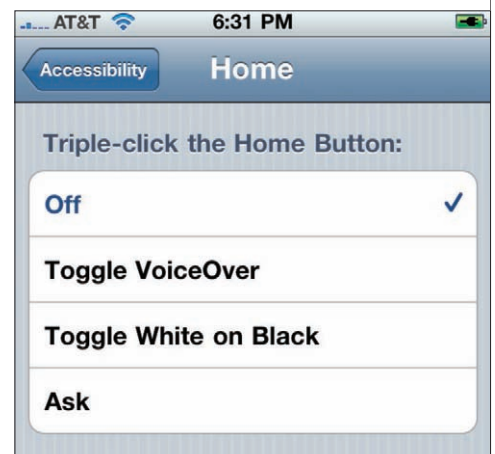 AT&T 6:31 PM
Accessibility Home
Triple-click the Home Button:
Off
Toggle VoiceOver
Toggle White on Black
Ask